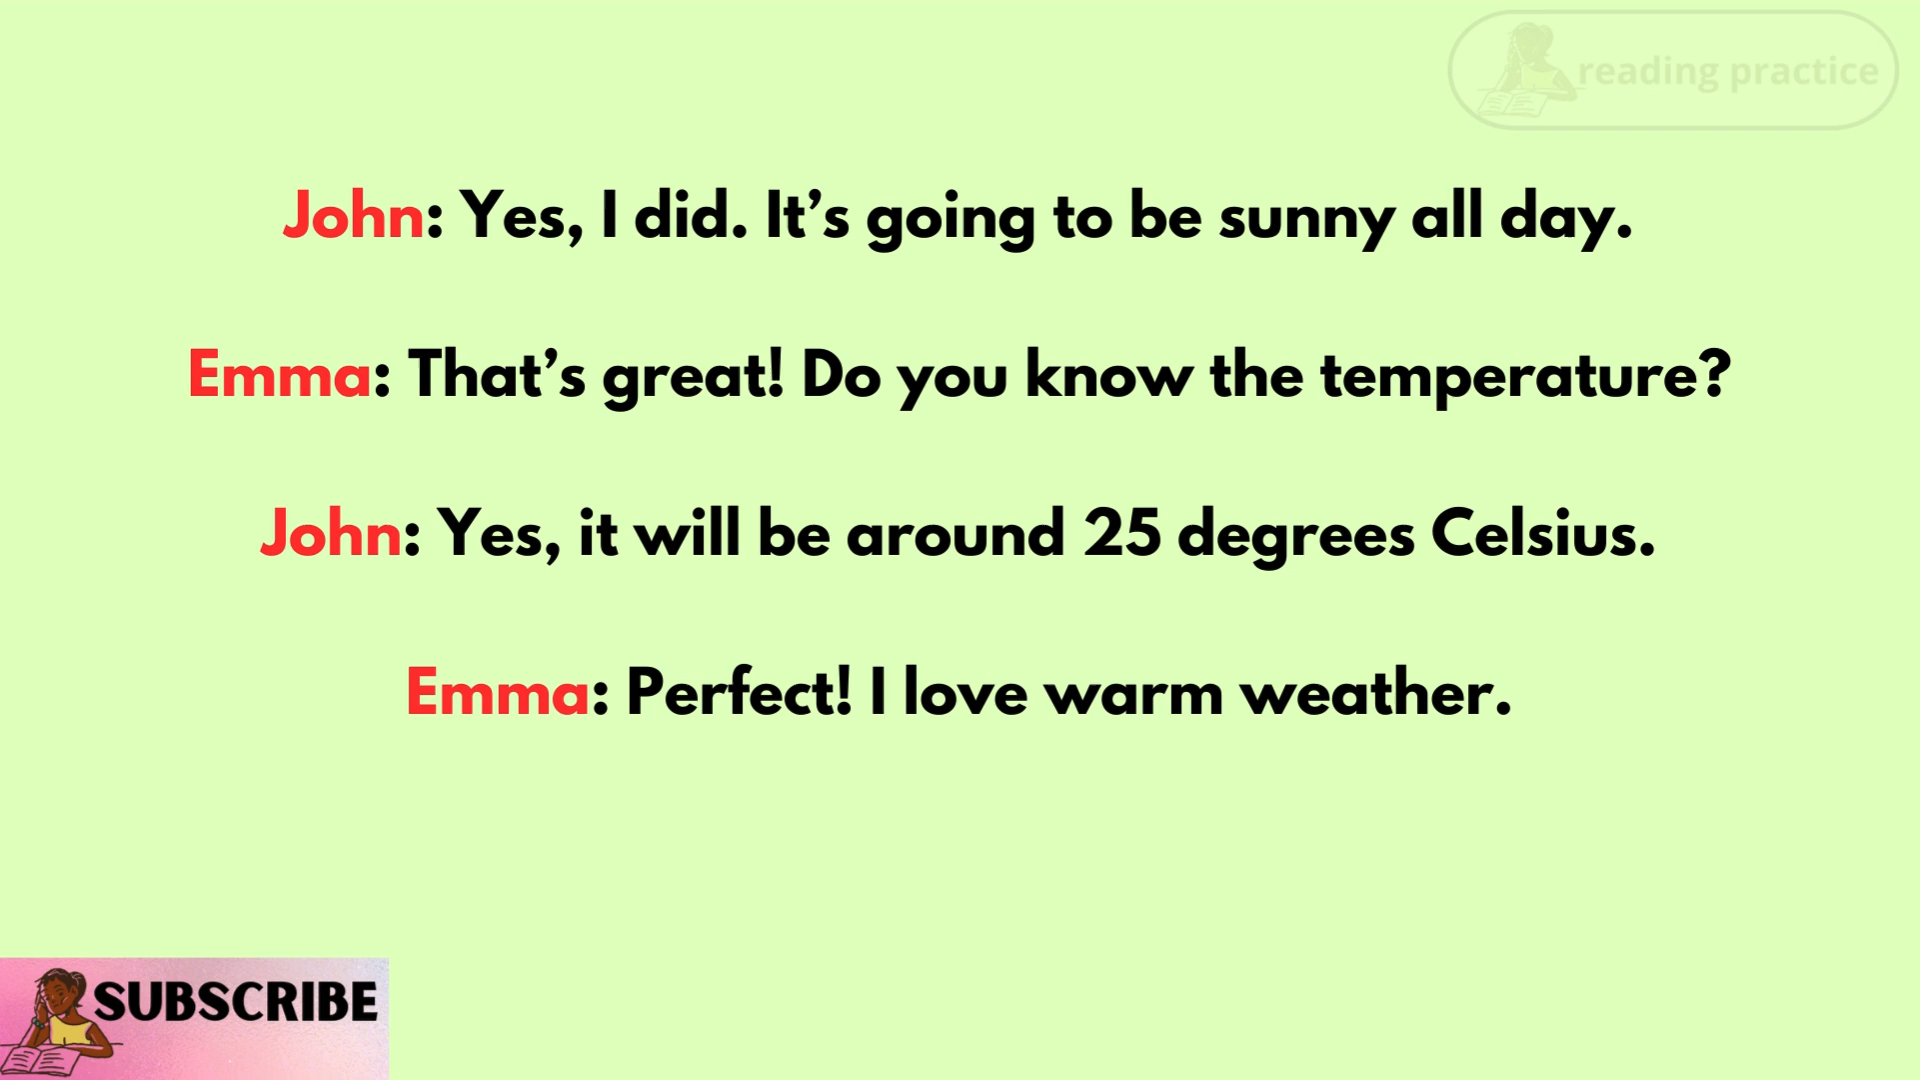 reading practice
John: Yes, I did. It’s going to be sunny all day.
Emma: That’s great! Do you know the temperature?
John: Yes, it will be around 25 degrees Celsius.
Emma: Perfect! I love warm weather.
SUBSCRIBE